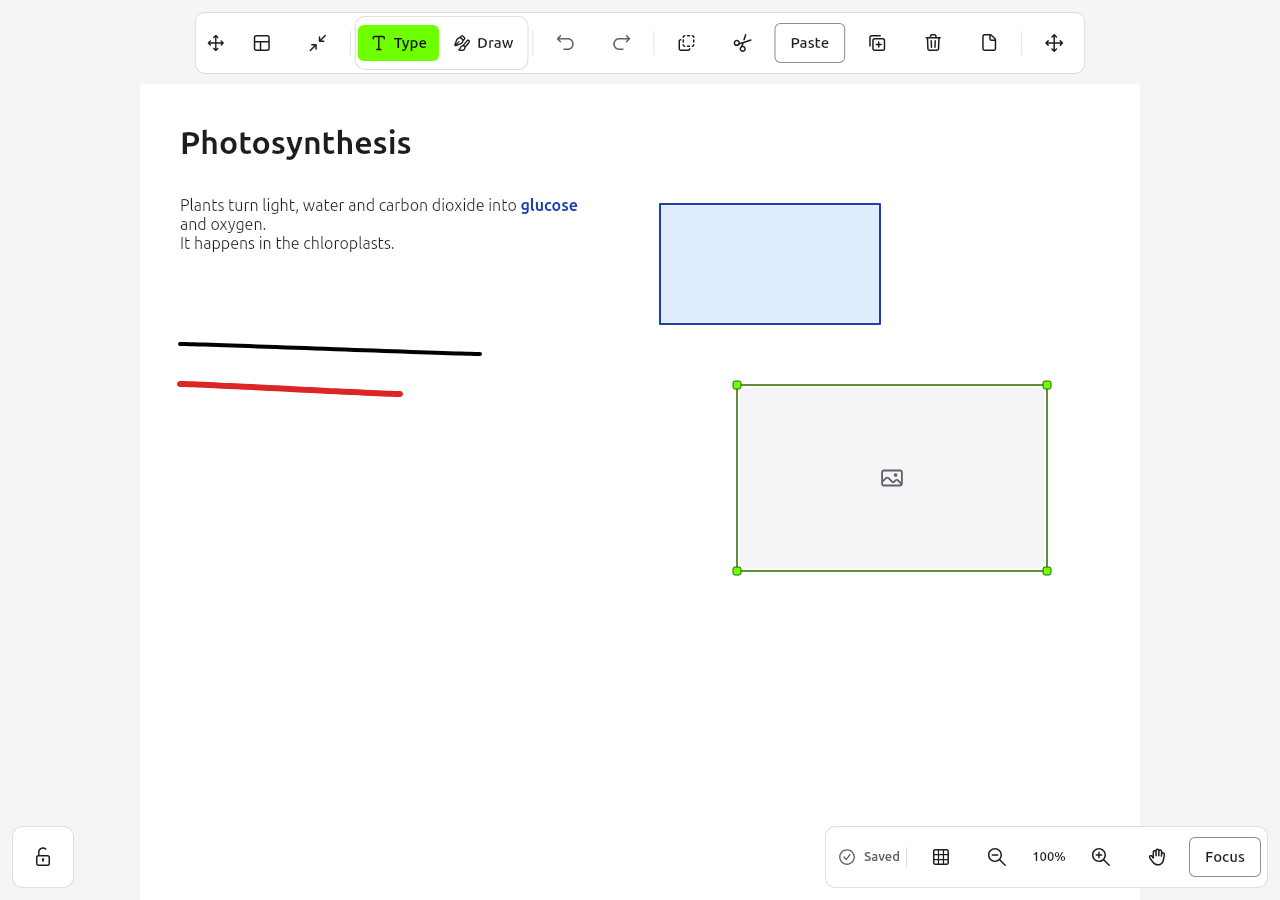 Type
Draw
Paste
Photosynthesis
Plants turn light, water and carbon dioxide into glucose
and oxygen.
It happens in the chloroplasts.
Saved
100%
Focus